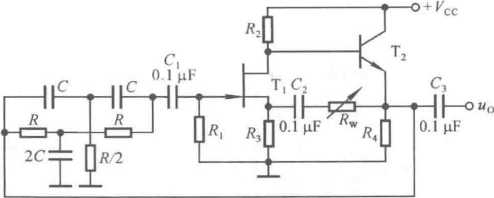 +V_CC
R_2
T_2
C
C
C_1
0.1 μF
T_1
C_2
C_3
u_O
R
R
R_1
R_3
0.1 μF
R_w
R_4
0.1 μF
2C
R/2